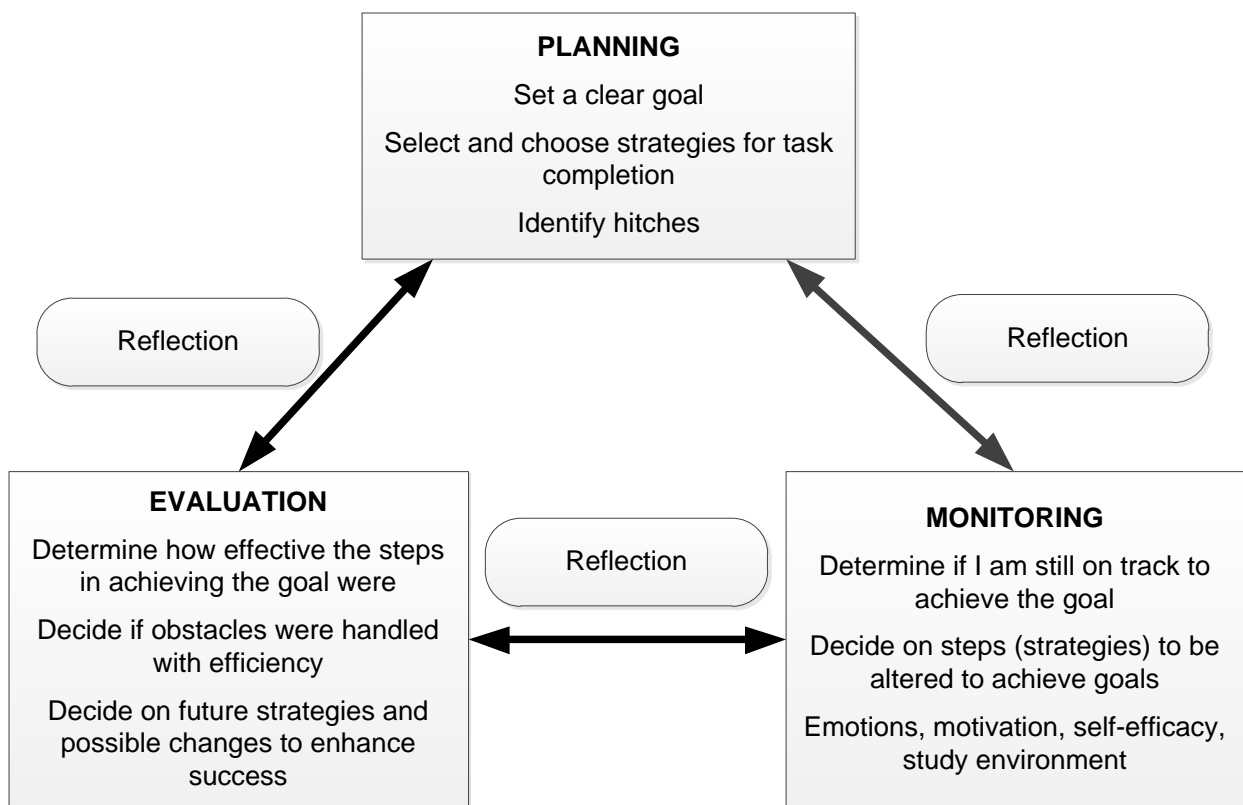 PLANNING
Set a clear goal
Select and choose strategies for task
completion
Identify hitches
Reflection
Reflection
EVALUATION
Determine how effective the steps
in achieving the goal were
Decide if obstacles were handled
with efficiency
Decide on future strategies and
possible changes to enhance
success
Reflection
MONITORING
Determine if I am still on track to
achieve the goal
Decide on steps (strategies) to be
altered to achieve goals
Emotions, motivation, self-efficacy,
study environment